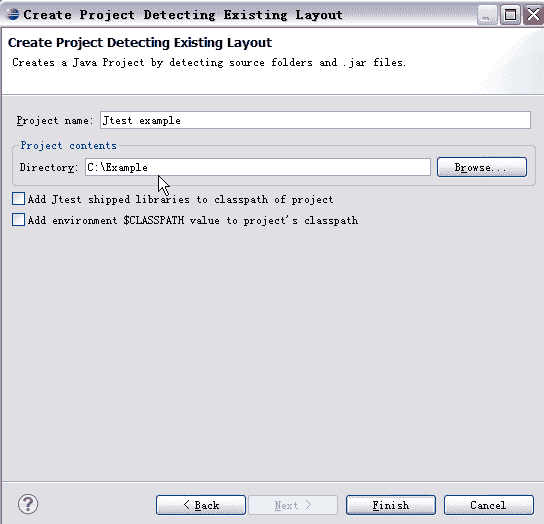 Create Project Detecting Existing Layout
Create Project Detecting Existing Layout
Creates a Java Project by detecting source folders and .jar files.
Project name: Jtest example
Project contents
Directory: C:\Example Browse...
Add Jtest shipped libraries to classpath of project
Add environment $CLASSPATH value to project's classpath
? < Back Next > Finish Cancel